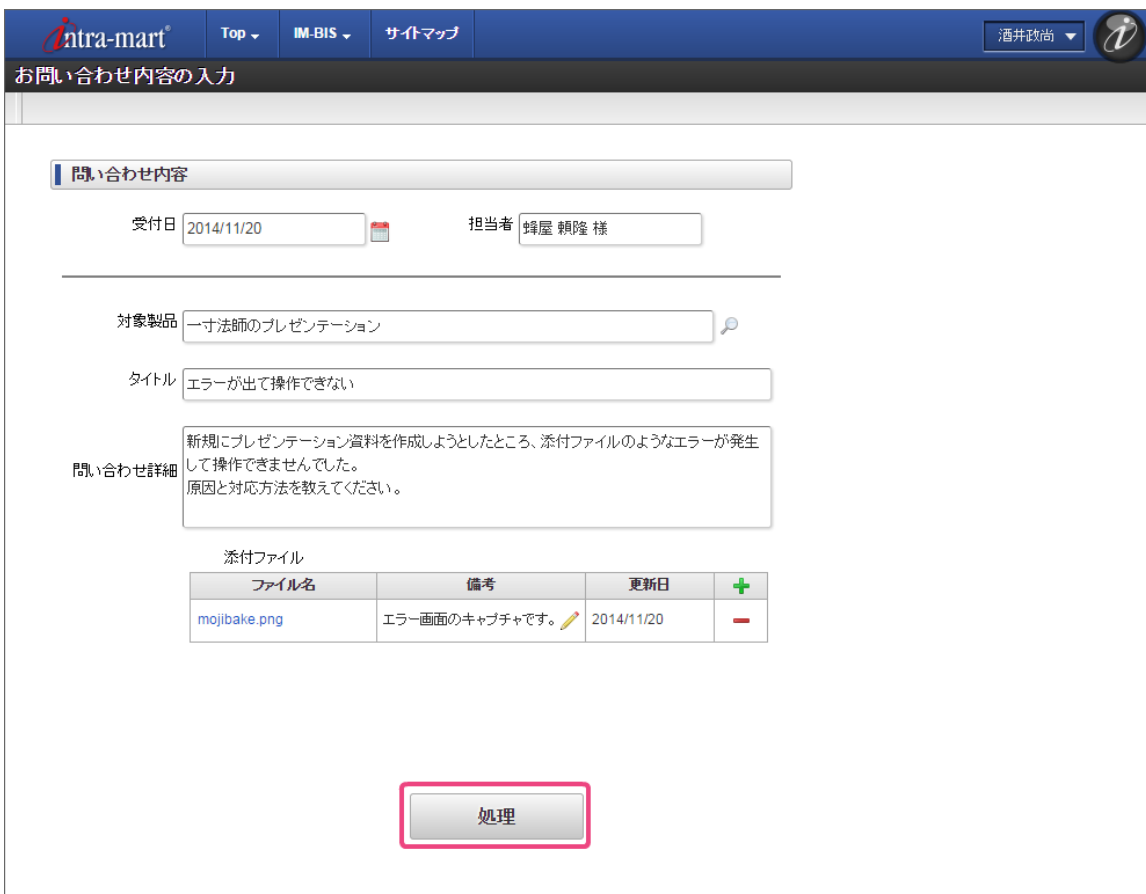 intra-mart®
Top
IM-BIS
サイトマップ
酒井政尚
お問い合わせ内容の入力
問い合わせ内容
受付日 2014/11/20 担当者 蜂屋 頼隆 様
対象製品 一寸法師のプレゼンテーション
タイトル エラーが出て操作できない
新規にプレゼンテーション資料を作成しようとしたところ、添付ファイルのようなエラーが発生
問い合わせ詳細 して操作できませんでした。
原因と対応方法を教えてください。
添付ファイル
ファイル名 備考 更新日
mojibake.png エラー画面のキャプチャです。 2014/11/20
処理